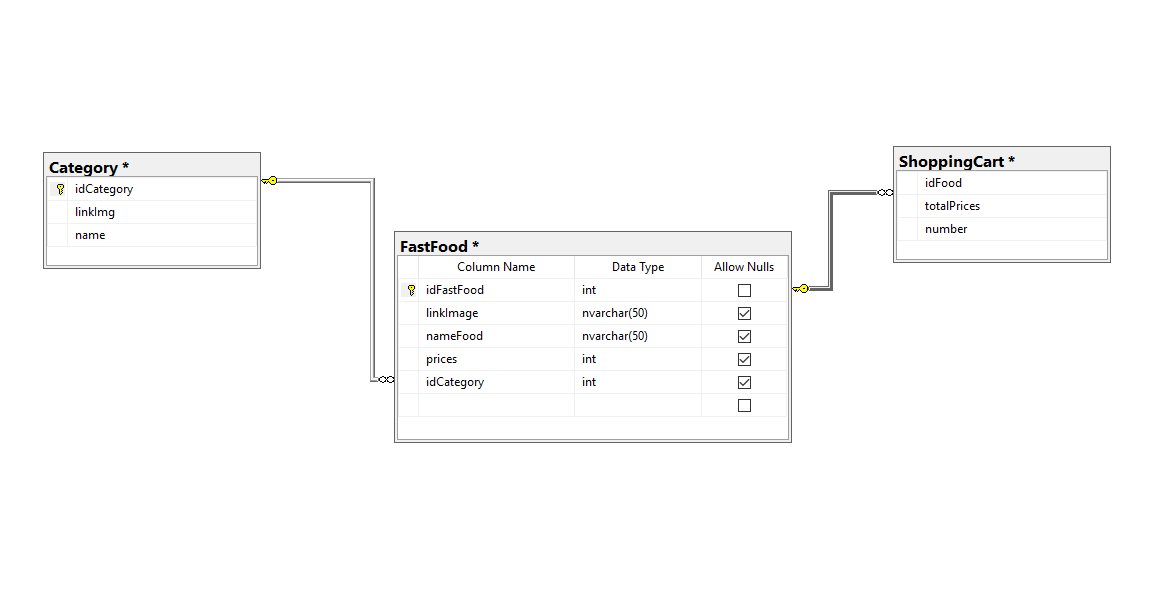 Category *
idCategory
linkImg
name
FastFood *
Column Name Data Type Allow Nulls
idFastFood int
linkImage nvarchar(50)
nameFood nvarchar(50)
prices int
idCategory int
ShoppingCart *
idFood
totalPrices
number